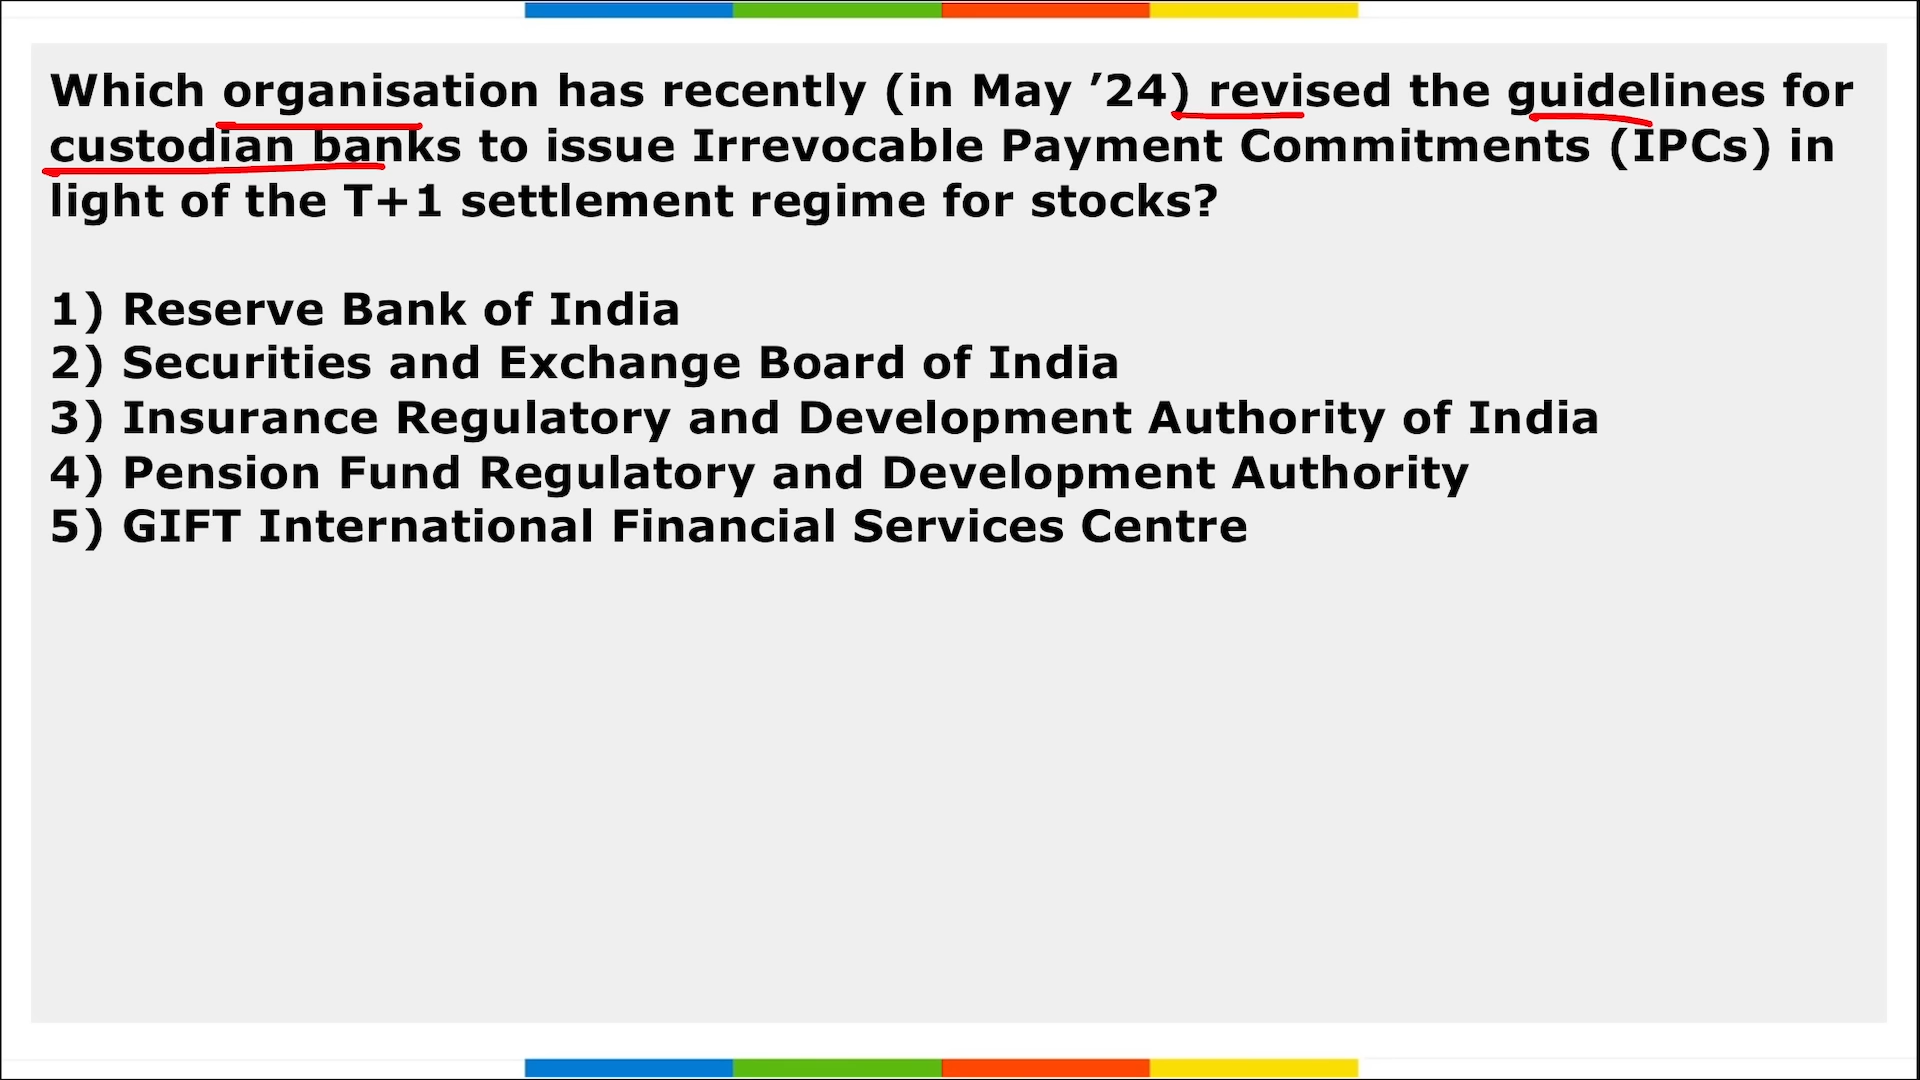 Which organisation has recently (in May ’24) revised the guidelines for
custodian banks to issue Irrevocable Payment Commitments (IPCs) in
light of the T+1 settlement regime for stocks?
1) Reserve Bank of India
2) Securities and Exchange Board of India
3) Insurance Regulatory and Development Authority of India
4) Pension Fund Regulatory and Development Authority
5) GIFT International Financial Services Centre